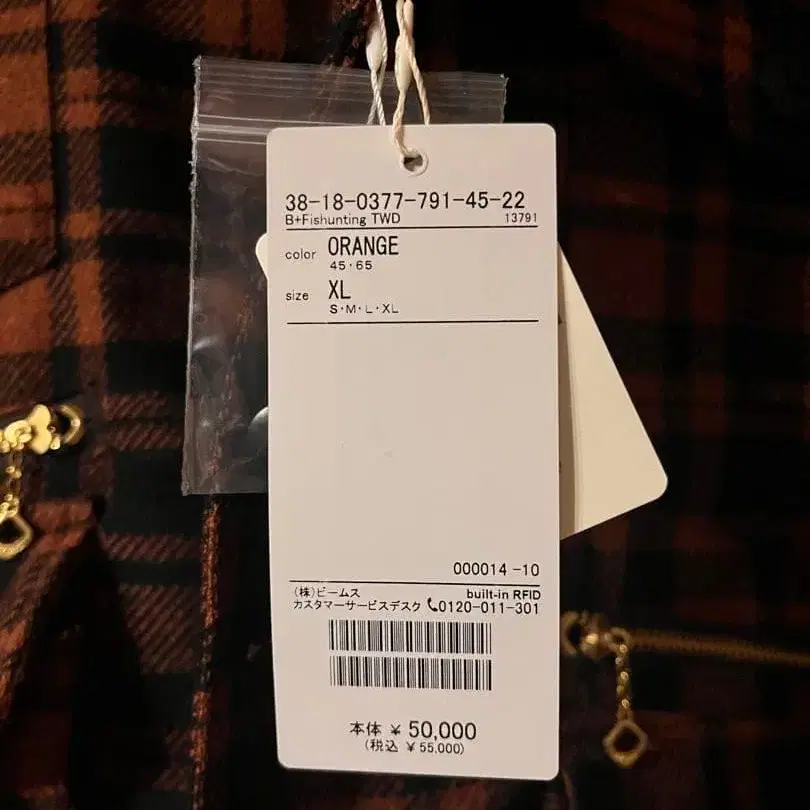 38-18-0377-791-45-22
B+Fishunting TWD 13791
color ORANGE
45・65
size XL
S・M・L・XL
000014 -10
(株)ビームス built-in RFID
カスタマーサービスデスク 0120-011-301
本体 ¥ 50,000
(税込 ¥ 55,000)